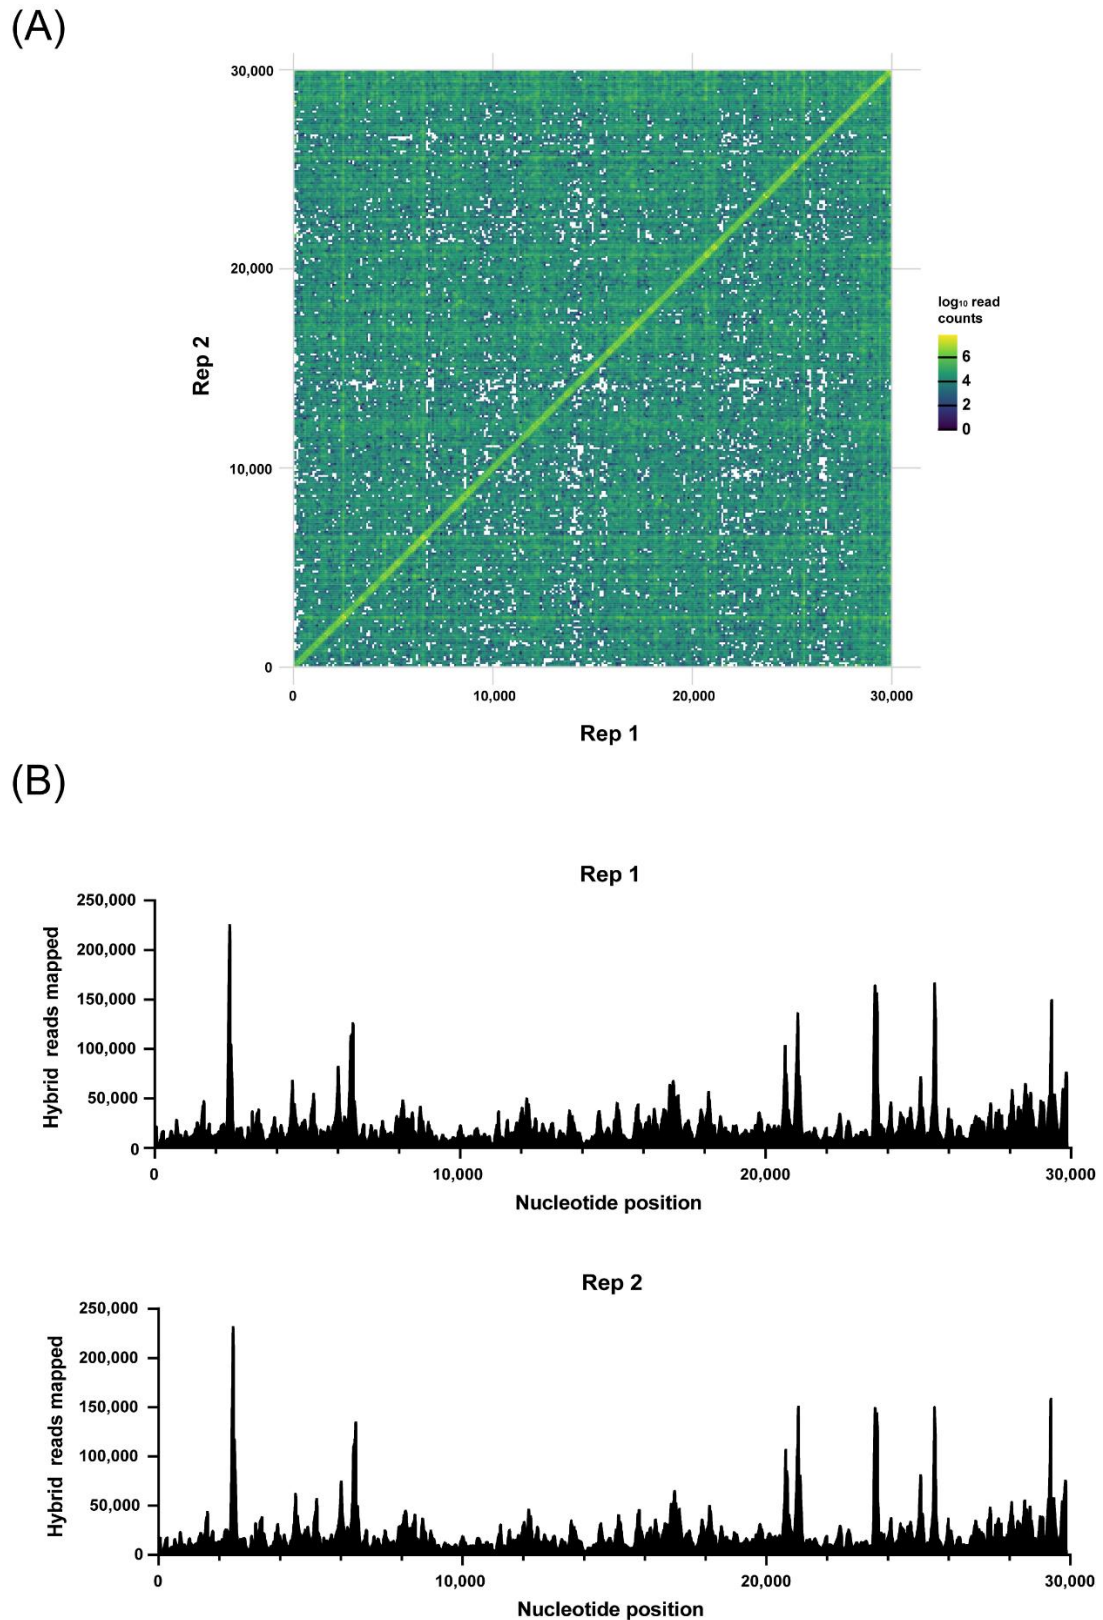 (A)
30,000
20,000
10,000
0
Rep 2
0 10,000 20,000 30,000
Rep 1
log₁₀ read
counts
6
4
2
0
(B)
Rep 1
250,000
200,000
150,000
100,000
50,000
0
Hybrid reads mapped
0 10,000 20,000 30,000
Nucleotide position
Rep 2
250,000
200,000
150,000
100,000
50,000
0
Hybrid reads mapped
0 10,000 20,000 30,000
Nucleotide position